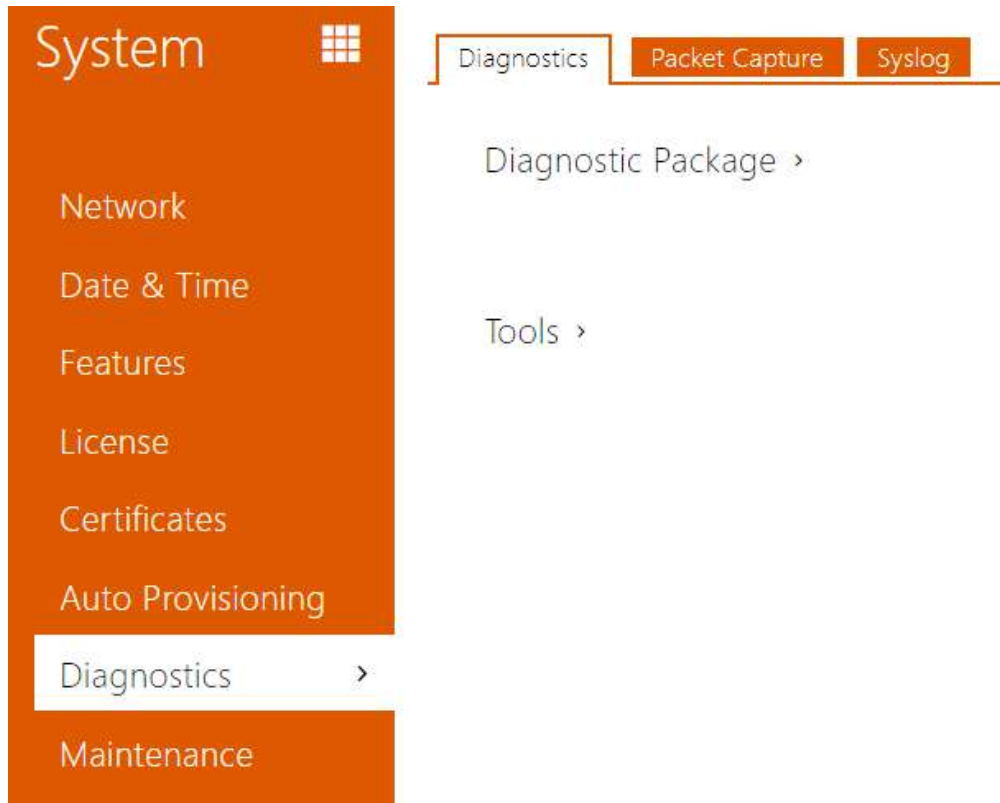 System
Network
Date & Time
Features
License
Certificates
Auto Provisioning
Diagnostics
Maintenance
Diagnostics
Packet Capture
Syslog
Diagnostic Package
Tools